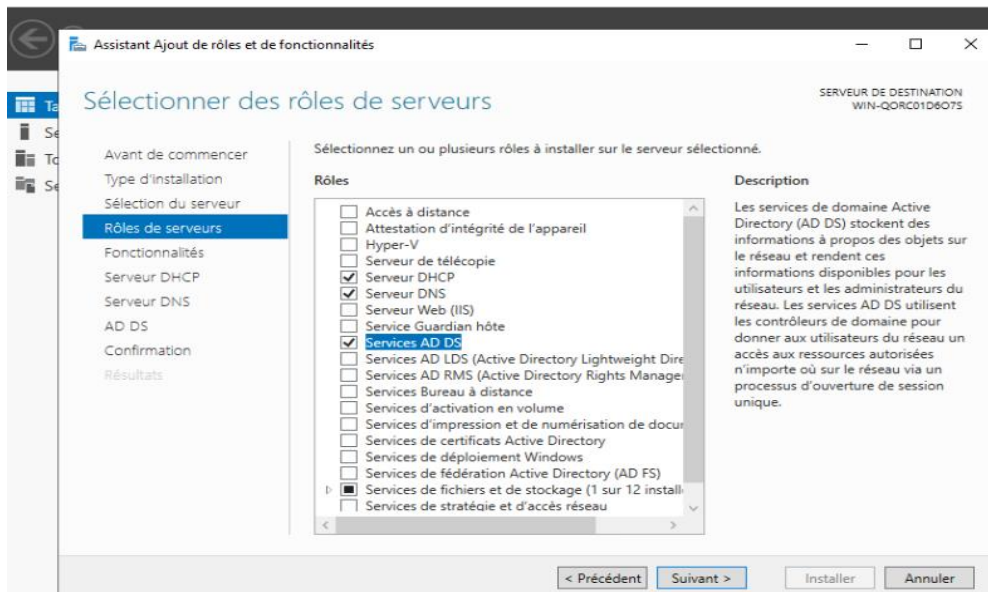 Assistant Ajout de rôles et de fonctionnalités
Sélectionner des rôles de serveurs
SERVEUR DE DESTINATION
WIN-QORC01D6O7S
Ta
Se
To
Se
Avant de commencer
Type d'installation
Sélection du serveur
Rôles de serveurs
Fonctionnalités
Serveur DHCP
Serveur DNS
AD DS
Confirmation
Résultats
Sélectionnez un ou plusieurs rôles à installer sur le serveur sélectionné.
Rôles
Accès à distance
Attestation d'intégrité de l'appareil
Hyper-V
Serveur de télécopie
Serveur DHCP
Serveur DNS
Serveur Web (IIS)
Service Guardian hôte
Services AD DS
Services AD LDS (Active Directory Lightweight Dire
Services AD RMS (Active Directory Rights Manager
Services Bureau à distance
Services d'activation en volume
Services d'impression et de numérisation de docur
Services de certificats Active Directory
Services de déploiement Windows
Services de fédération Active Directory (AD FS)
Services de fichiers et de stockage (1 sur 12 install
Services de stratégie et d'accès réseau
Description
Les services de domaine Active
Directory (AD DS) stockent des
informations à propos des objets sur
le réseau et rendent ces
informations disponibles pour les
utilisateurs et les administrateurs du
réseau. Les services AD DS utilisent
les contrôleurs de domaine pour
donner aux utilisateurs du réseau un
accès aux ressources autorisées
n'importe où sur le réseau via un
processus d'ouverture de session
unique.
< Précédent
Suivant >
Installer
Annuler